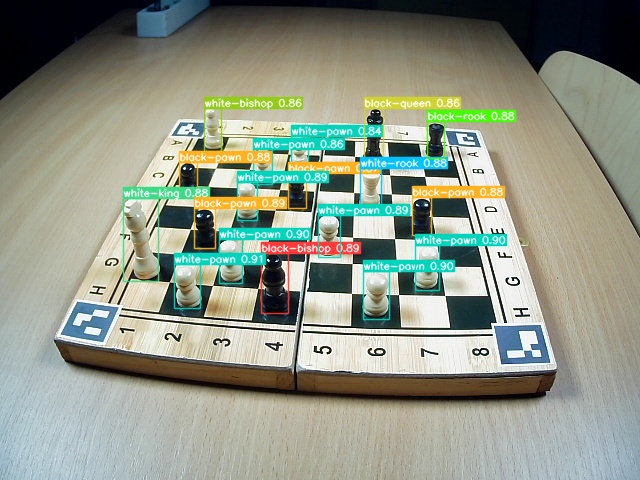 white-bishop 0.86
black-queen 0.86
black-rook 0.88
white-pawn 0.84
white-pawn 0.86
black-pawn 0.88
white-rook 0.88
white-pawn 0.89
white-king 0.88
black-pawn 0.88
black-pawn 0.89
white-pawn 0.89
white-pawn 0.90
black-bishop 0.89
white-pawn 0.90
white-pawn 0.91
white-pawn 0.90
A
B
C
F
G
H
A
B
D
E
F
G
H
1
2
3
4
5
6
7
8